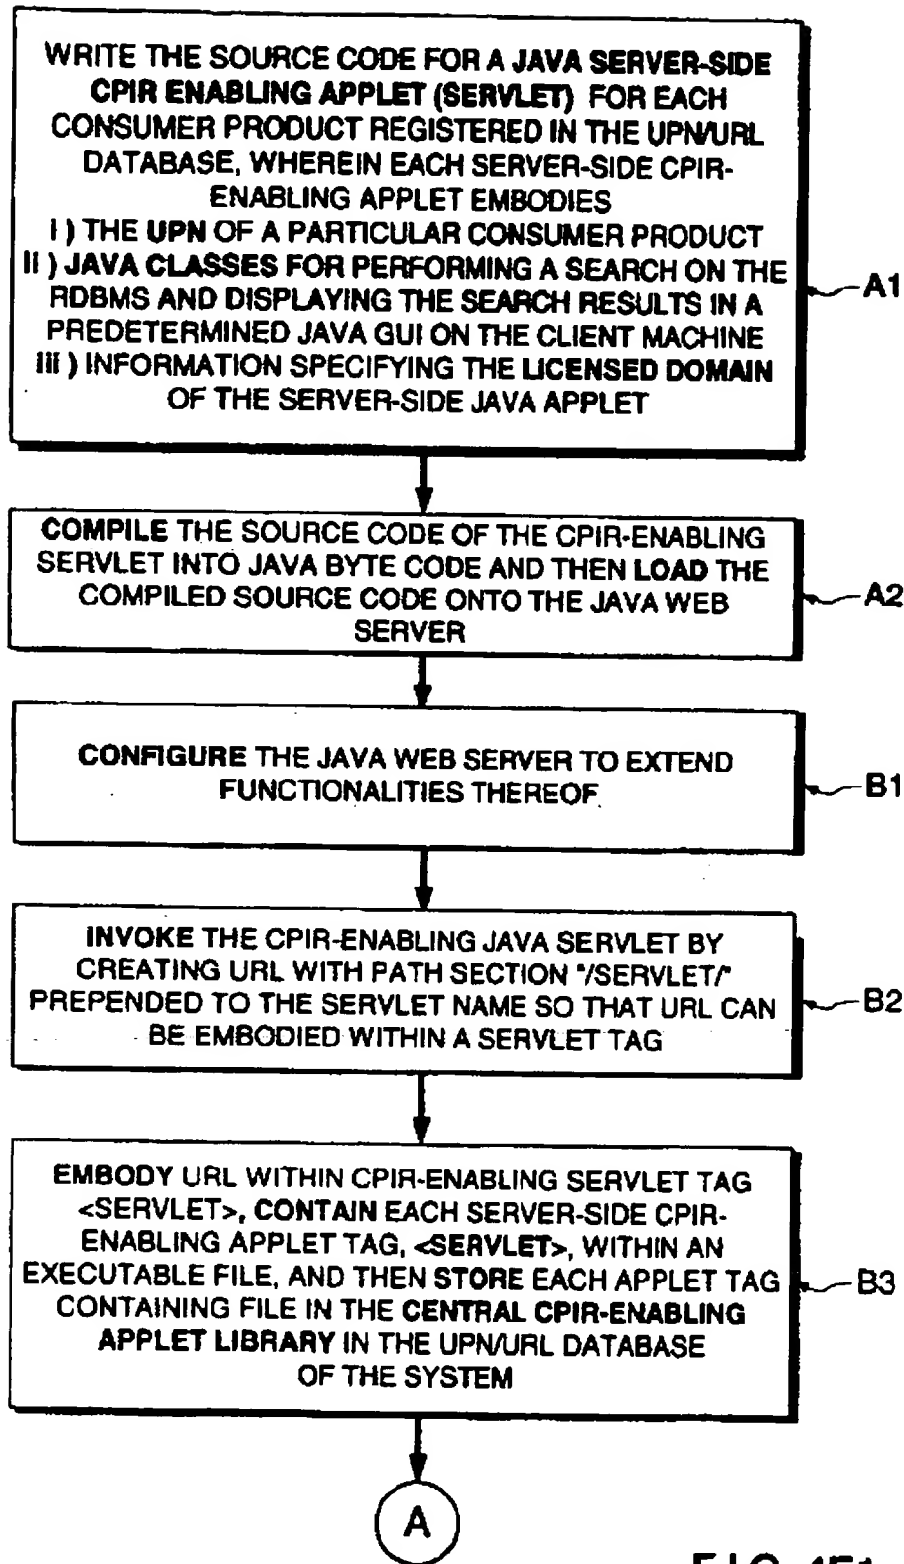 WRITE THE SOURCE CODE FOR A JAVA SERVER-SIDE
CPIR ENABLING APPLET (SERVLET) FOR EACH
CONSUMER PRODUCT REGISTERED IN THE UPN/URL
DATABASE, WHEREIN EACH SERVER-SIDE CPIR-
ENABLING APPLET EMBODIES
I ) THE UPN OF A PARTICULAR CONSUMER PRODUCT
II ) JAVA CLASSES FOR PERFORMING A SEARCH ON THE
RDBMS AND DISPLAYING THE SEARCH RESULTS IN A
PREDETERMINED JAVA GUI ON THE CLIENT MACHINE
III ) INFORMATION SPECIFYING THE LICENSED DOMAIN
OF THE SERVER-SIDE JAVA APPLET
A1
COMPILE THE SOURCE CODE OF THE CPIR-ENABLING
SERVLET INTO JAVA BYTE CODE AND THEN LOAD THE
COMPILED SOURCE CODE ONTO THE JAVA WEB
SERVER
A2
CONFIGURE THE JAVA WEB SERVER TO EXTEND
FUNCTIONALITIES THEREOF
B1
INVOKE THE CPIR-ENABLING JAVA SERVLET BY
CREATING URL WITH PATH SECTION "/SERVLET/"
PREPENDED TO THE SERVLET NAME SO THAT URL CAN
BE EMBODIED WITHIN A SERVLET TAG
B2
EMBODY URL WITHIN CPIR-ENABLING SERVLET TAG
<SERVLET>, CONTAIN EACH SERVER-SIDE CPIR-
ENABLING APPLET TAG, <SERVLET>, WITHIN AN
EXECUTABLE FILE, AND THEN STORE EACH APPLET TAG
CONTAINING FILE IN THE CENTRAL CPIR-ENABLING
APPLET LIBRARY IN THE UPN/URL DATABASE
OF THE SYSTEM
B3
A
FIG. 4E1